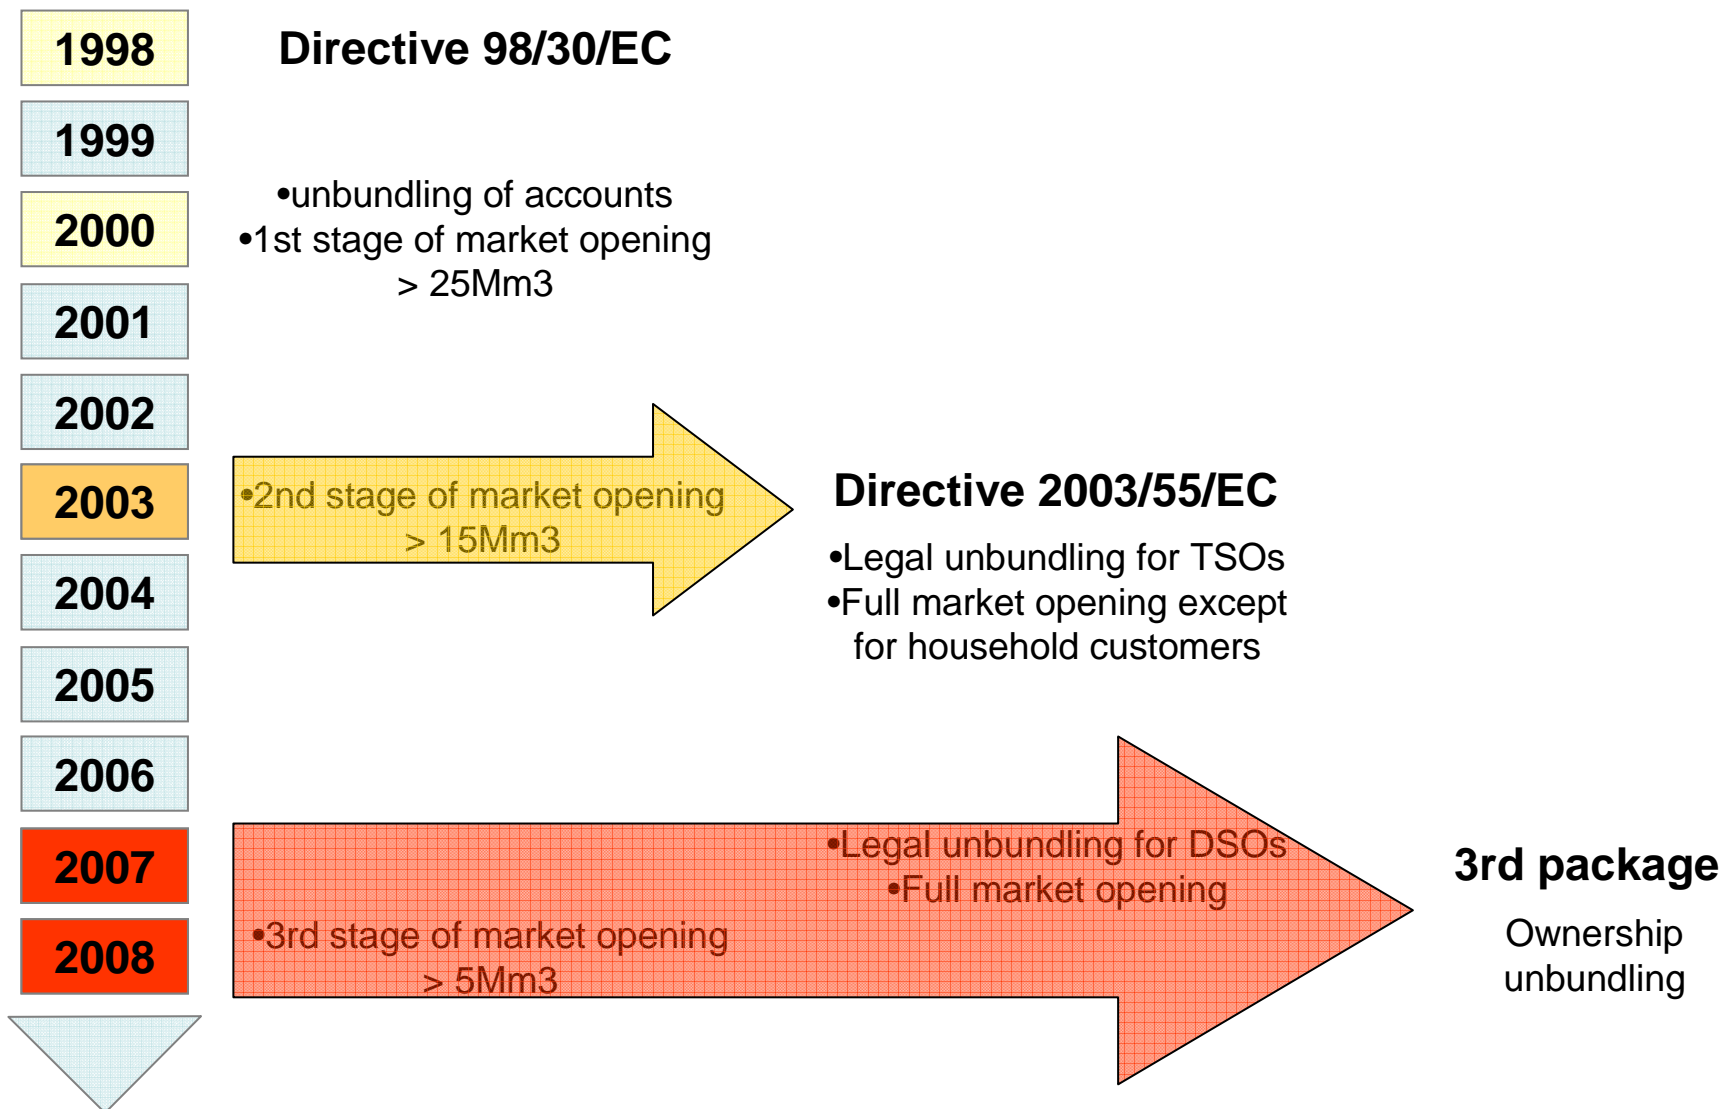 1998
Directive 98/30/EC
1999
•unbundling of accounts
2000
•1st stage of market opening
> 25Mm3
2001
2002
2003
•2nd stage of market opening
> 15Mm3
Directive 2003/55/EC
•Legal unbundling for TSOs
•Full market opening except
for household customers
2004
2005
2006
2007
•Legal unbundling for DSOs
•Full market opening
2008
•3rd stage of market opening
> 5Mm3
3rd package
Ownership
unbundling